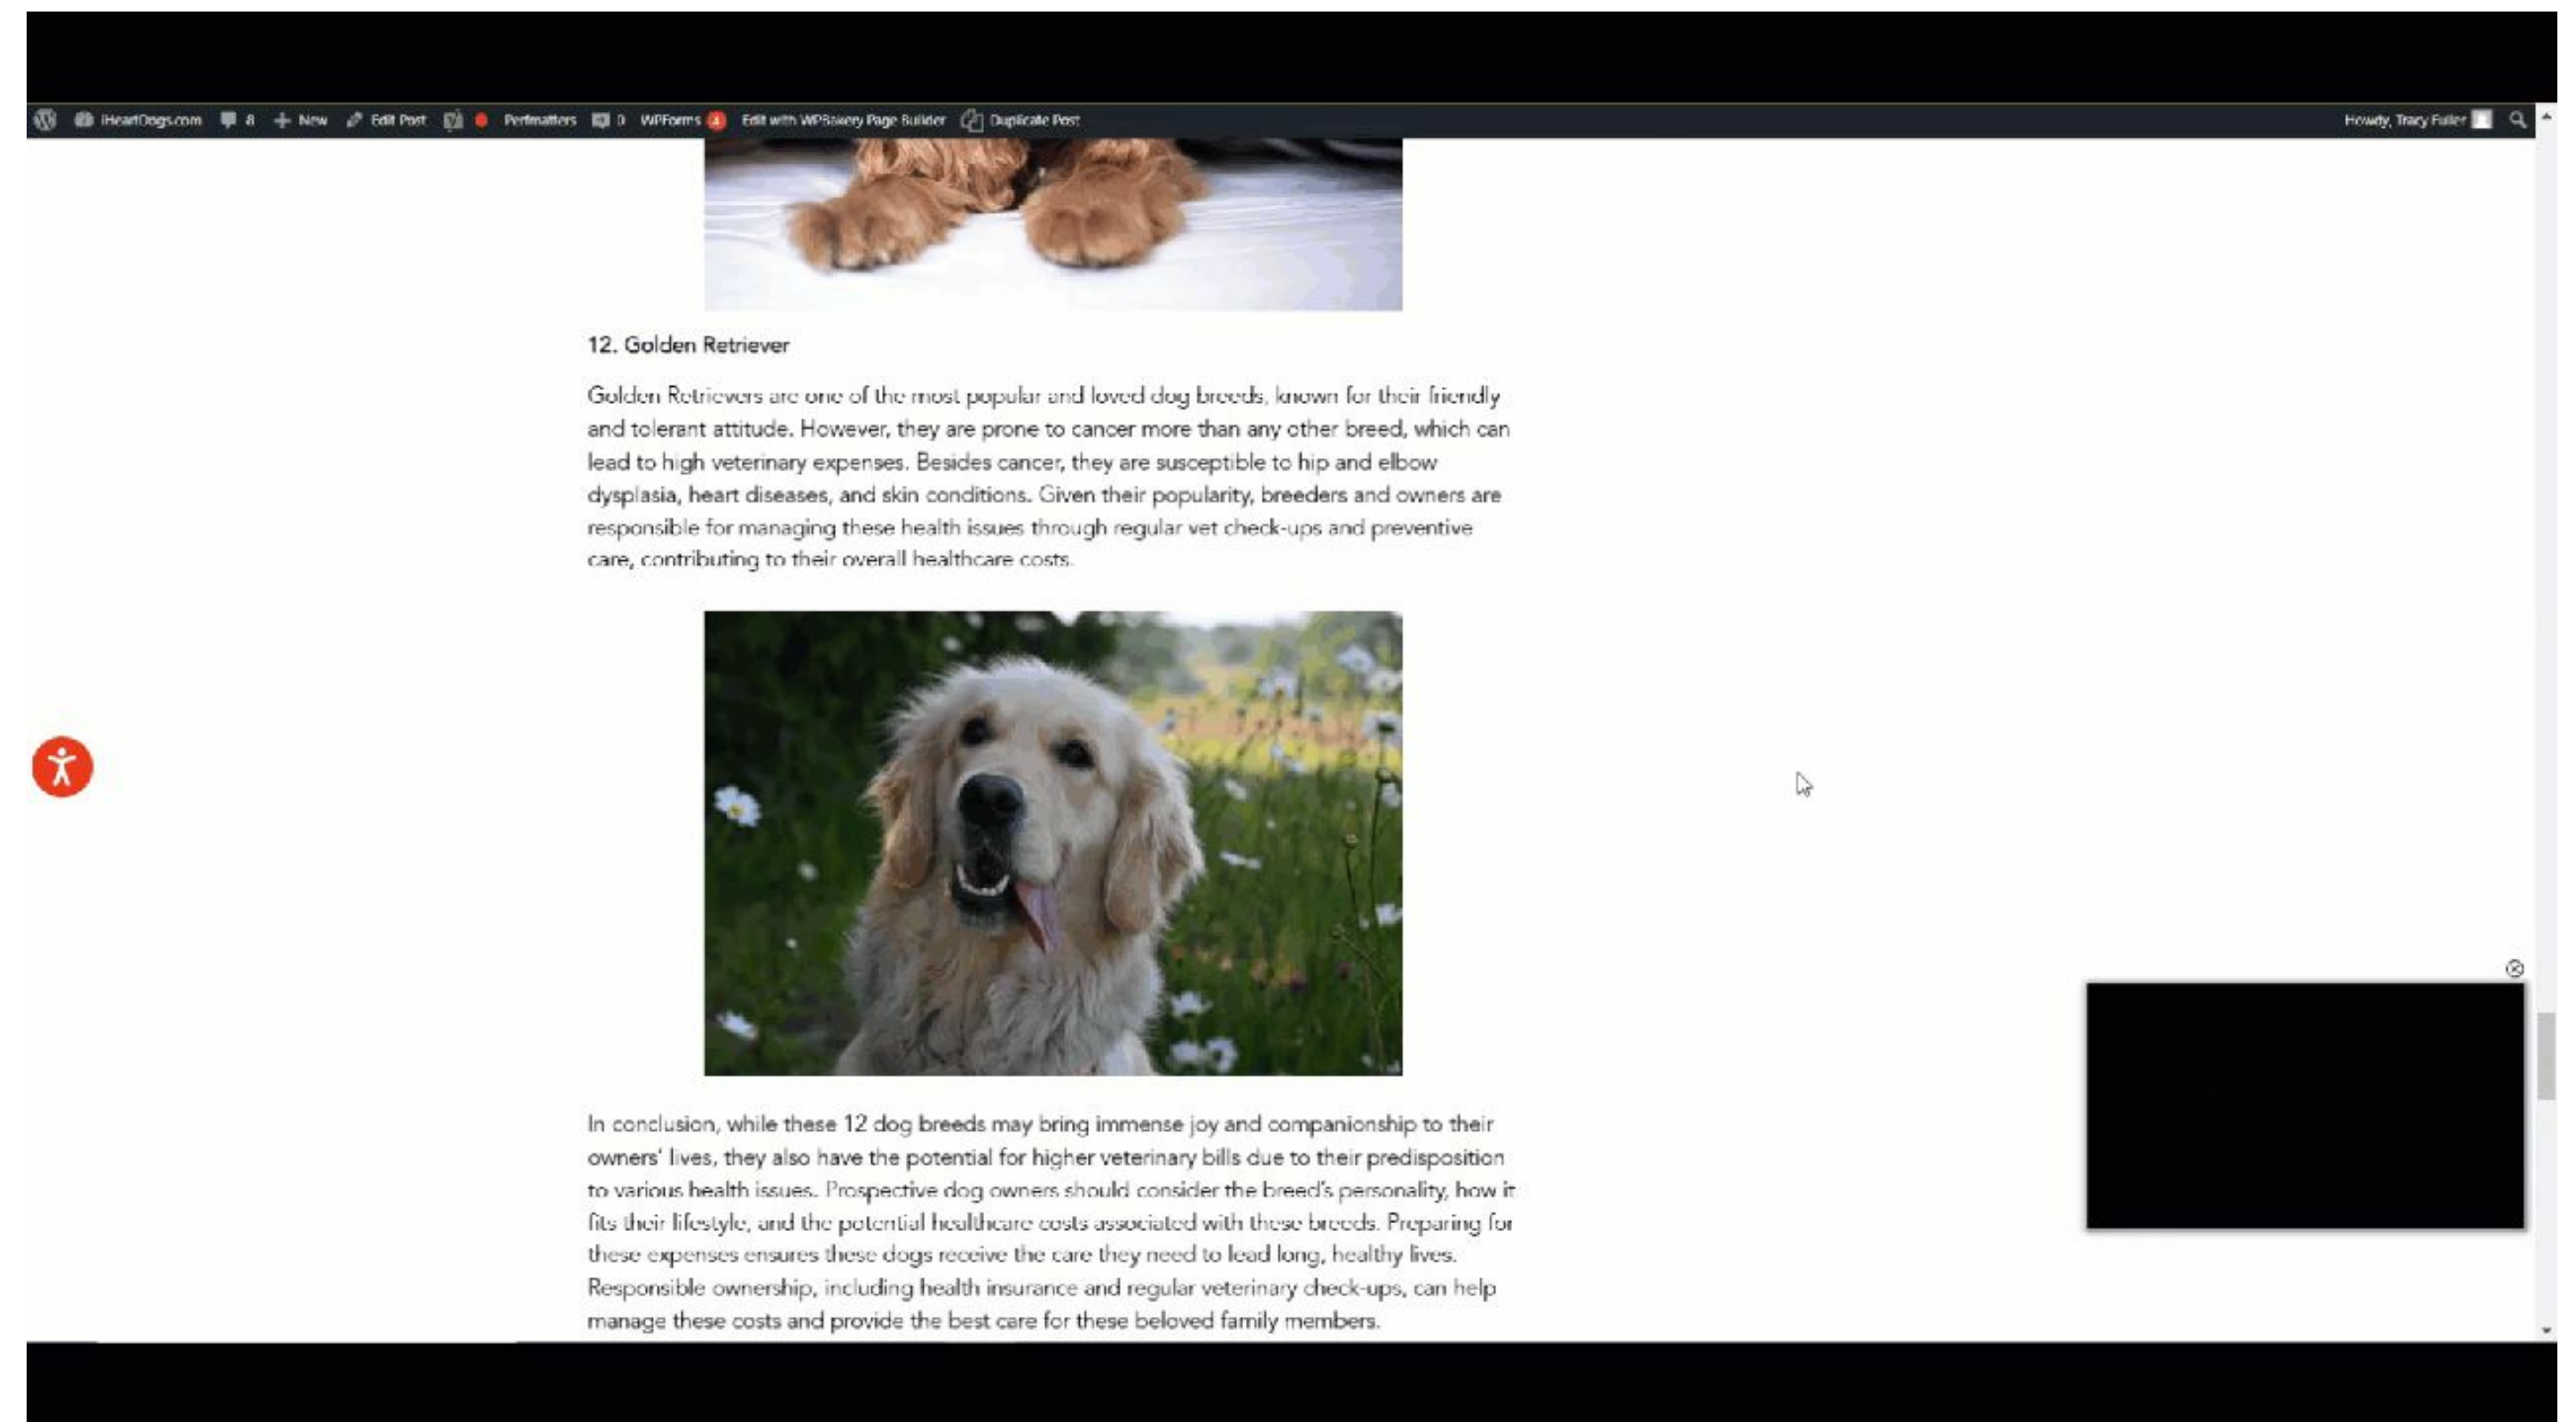 iHeartDogs.com 8 New Edit Post Perfmatters 0 WPForms 4 Edit with WPBakery Page Builder Duplicate Post Howdy, Tracy Fuller
12. Golden Retriever
Golden Retrievers are one of the most popular and loved dog breeds, known for their friendly
and tolerant attitude. However, they are prone to cancer more than any other breed, which can
lead to high veterinary expenses. Besides cancer, they are susceptible to hip and elbow
dysplasia, heart diseases, and skin conditions. Given their popularity, breeders and owners are
responsible for managing these health issues through regular vet check-ups and preventive
care, contributing to their overall healthcare costs.
In conclusion, while these 12 dog breeds may bring immense joy and companionship to their
owners’ lives, they also have the potential for higher veterinary bills due to their predisposition
to various health issues. Prospective dog owners should consider the breed’s personality, how it
fits their lifestyle, and the potential healthcare costs associated with these breeds. Preparing for
these expenses ensures these dogs receive the care they need to lead long, healthy lives.
Responsible ownership, including health insurance and regular veterinary check-ups, can help
manage these costs and provide the best care for these beloved family members.